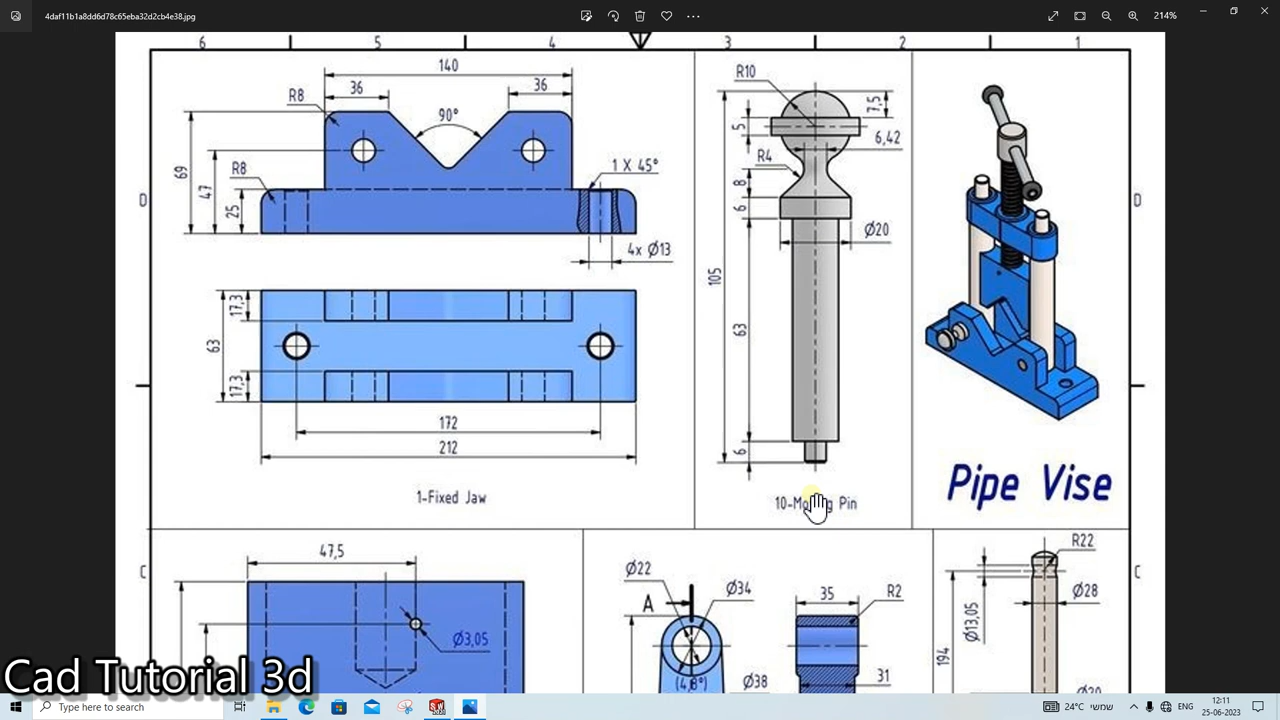 4daf11b1a8dd6d78c65eba32d2cb4e38.jpg
214%
6 5 4 3 2 1
140
36
36
R8
90°
R8
1 X 45°
69
47
25
4x Ø13
D
17,3
63
17,3
172
212
1-Fixed Jaw
R10
7,5
5
6,42
R4
8
6
Ø20
105
63
6
10-Mo g Pin
D
Pipe Vise
C
47,5
Ø3,05
Ø22
A
Ø34
35
R2
(4,8°)
Ø38
31
R22
Ø28
Ø13,05
194
C
Cad Tutorial 3d
Type here to search
24°C שמשי
ENG
12:11
25-06-2023